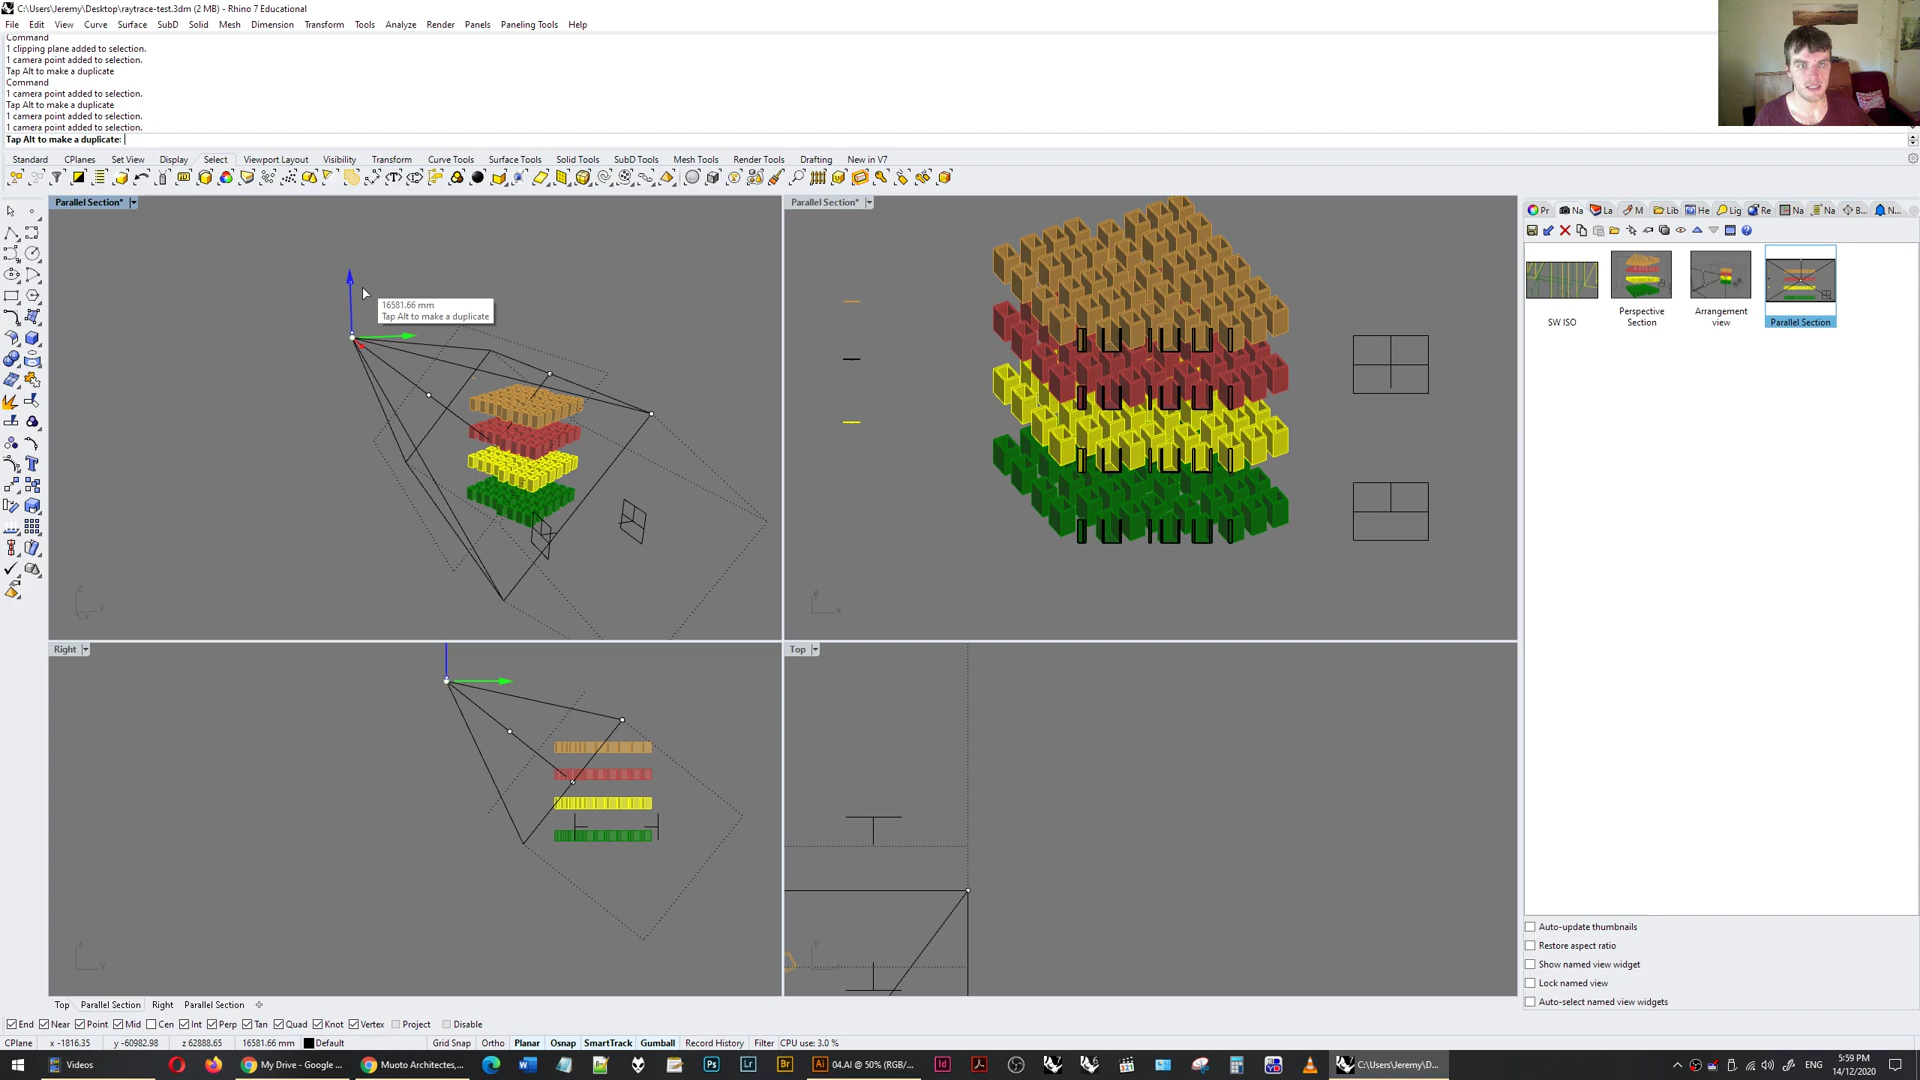 C:\Users\Jeremy\Desktop\raytrace-test.3dm (2 MB) - Rhino 7 Educational
File Edit View Curve Surface SubD Solid Mesh Dimension Transform Tools Analyze Render Panels Paneling Tools Help
Command
1 clipping plane added to selection.
1 camera point added to selection.
Tap Alt to make a duplicate
Command
1 camera point added to selection.
Tap Alt to make a duplicate
1 camera point added to selection.
1 camera point added to selection.
Tap Alt to make a duplicate:
Standard CPlanes Set View Display Select Viewport Layout Visibility Transform Curve Tools Surface Tools Solid Tools SubD Tools Mesh Tools Render Tools Drafting New in V7
Parallel Section*
Parallel Section*
Pr Na La M Lib He Lig Re Na Na B... N...
16581.66 mm
Tap Alt to make a duplicate
SW ISO
Perspective Section
Arrangement view
Parallel Section
z y x
z x
Right
Top
z y
y
Auto-update thumbnails
Restore aspect ratio
Show named view widget
Lock named view
Auto-select named view widgets
Top Parallel Section Right Parallel Section
End Near Point Mid Cen Int Perp Tan Quad Knot Vertex Project Disable
CPlane x -1816.35 y -60982.98 z 62888.65 16581.66 mm Default Grid Snap Ortho Planar Osnap SmartTrack Gumball Record History Filter CPU use: 3.0 %
Videos My Drive - Google ... Muoto Architectes,... 04.AI @ 50% (RGB/... C:\Users\Jeremy\D... ENG 5:59 PM
14/12/2020